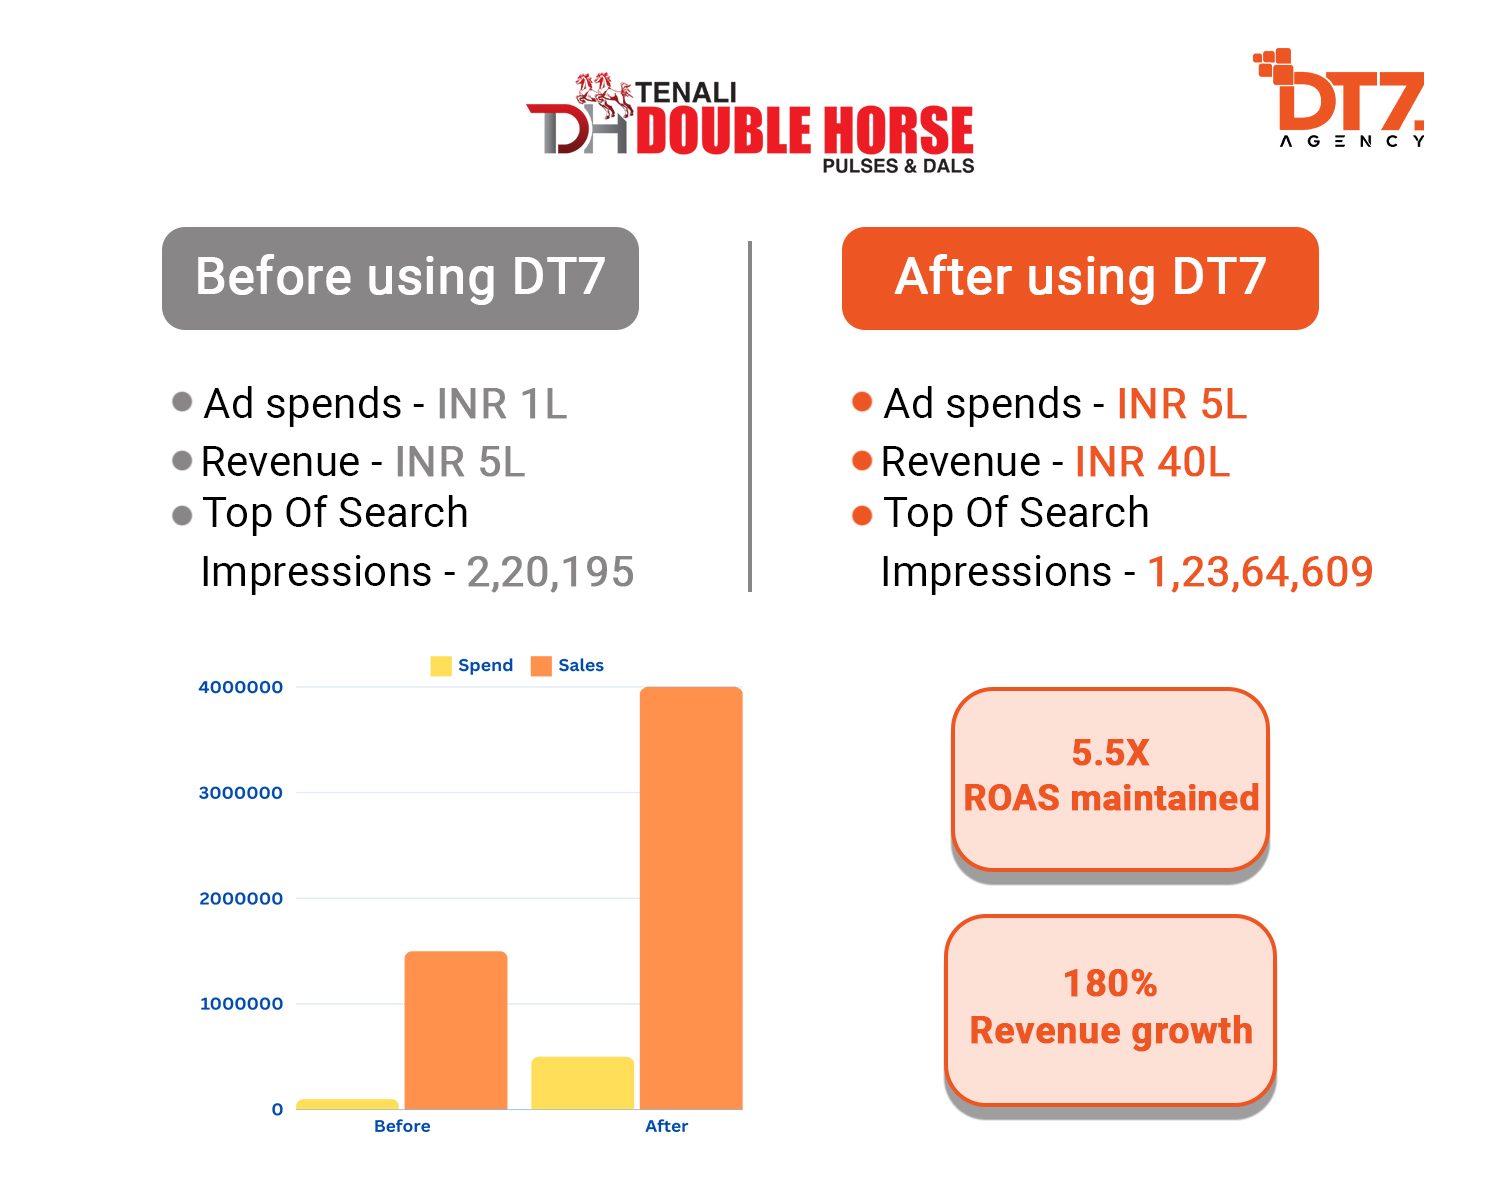 TENALI
DH DOUBLE HORSE
PULSES & DALS
DT7.
AGENCY
Before using DT7
Ad spends - INR 1L
Revenue - INR 5L
Top Of Search
Impressions - 2,20,195
After using DT7
Ad spends - INR 5L
Revenue - INR 40L
Top Of Search
Impressions - 1,23,64,609
Spend Sales
4000000
3000000
2000000
1000000
0
Before After
5.5X
ROAS maintained
180%
Revenue growth